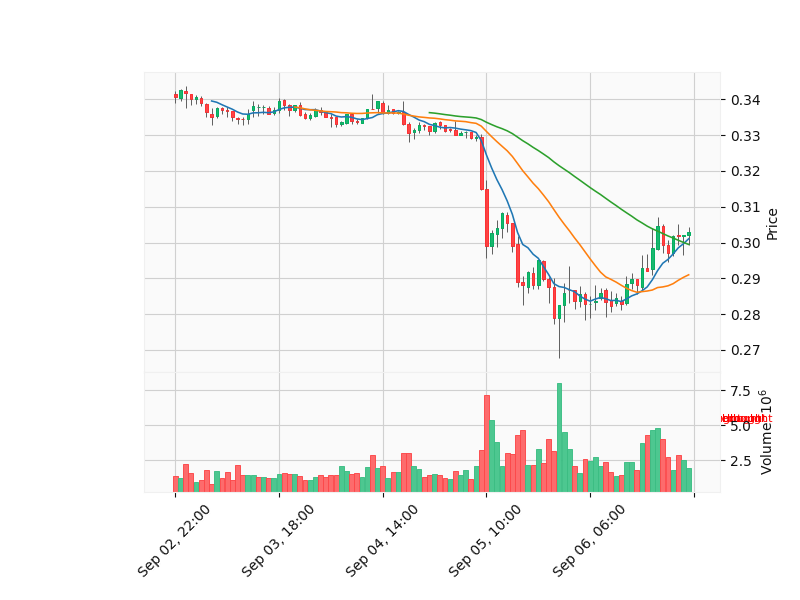 0.34
0.33
0.32
0.31
0.30
0.29
0.28
0.27
Price
7.5
5.0
2.5
Volume 10^6
Sep 02, 22:00
Sep 03, 18:00
Sep 04, 14:00
Sep 05, 10:00
Sep 06, 06:00